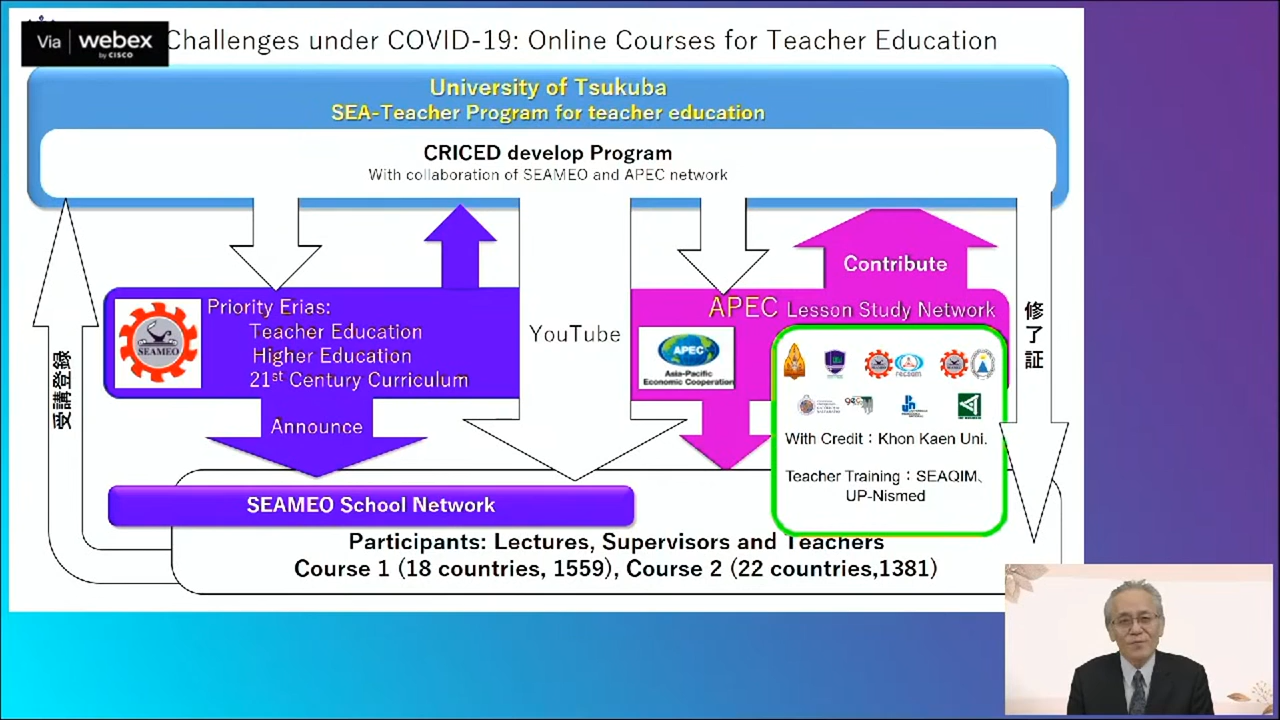 Via webex
by CISCO
Challenges under COVID-19: Online Courses for Teacher Education
University of Tsukuba
SEA-Teacher Program for teacher education
CRICED develop Program
With collaboration of SEAMEO and APEC network
Priority Erias:
Teacher Education
Higher Education
21st Century Curriculum
SEAMEO
Announce
YouTube
Contribute
APEC Lesson Study Network
APEC
Asia-Pacific
Economic Cooperation
With Credit：Khon Kaen Uni.
Teacher Training：SEAQIM、
UP-Nismed
受講登録
修了証
SEAMEO School Network
Participants: Lectures, Supervisors and Teachers
Course 1 (18 countries, 1559), Course 2 (22 countries,1381)